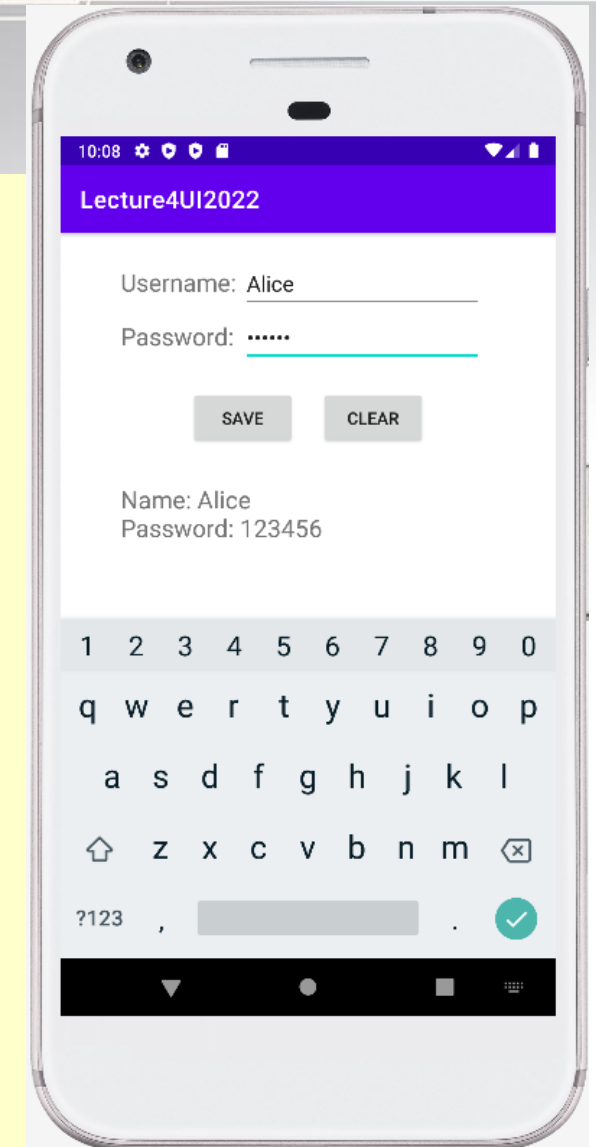 10:08
Lecture4UI2022
Username: Alice
Password: ••••••
SAVE CLEAR
Name: Alice
Password: 123456
1 2 3 4 5 6 7 8 9 0
q w e r t y u i o p
a s d f g h j k l
z x c v b n m
?123 , .